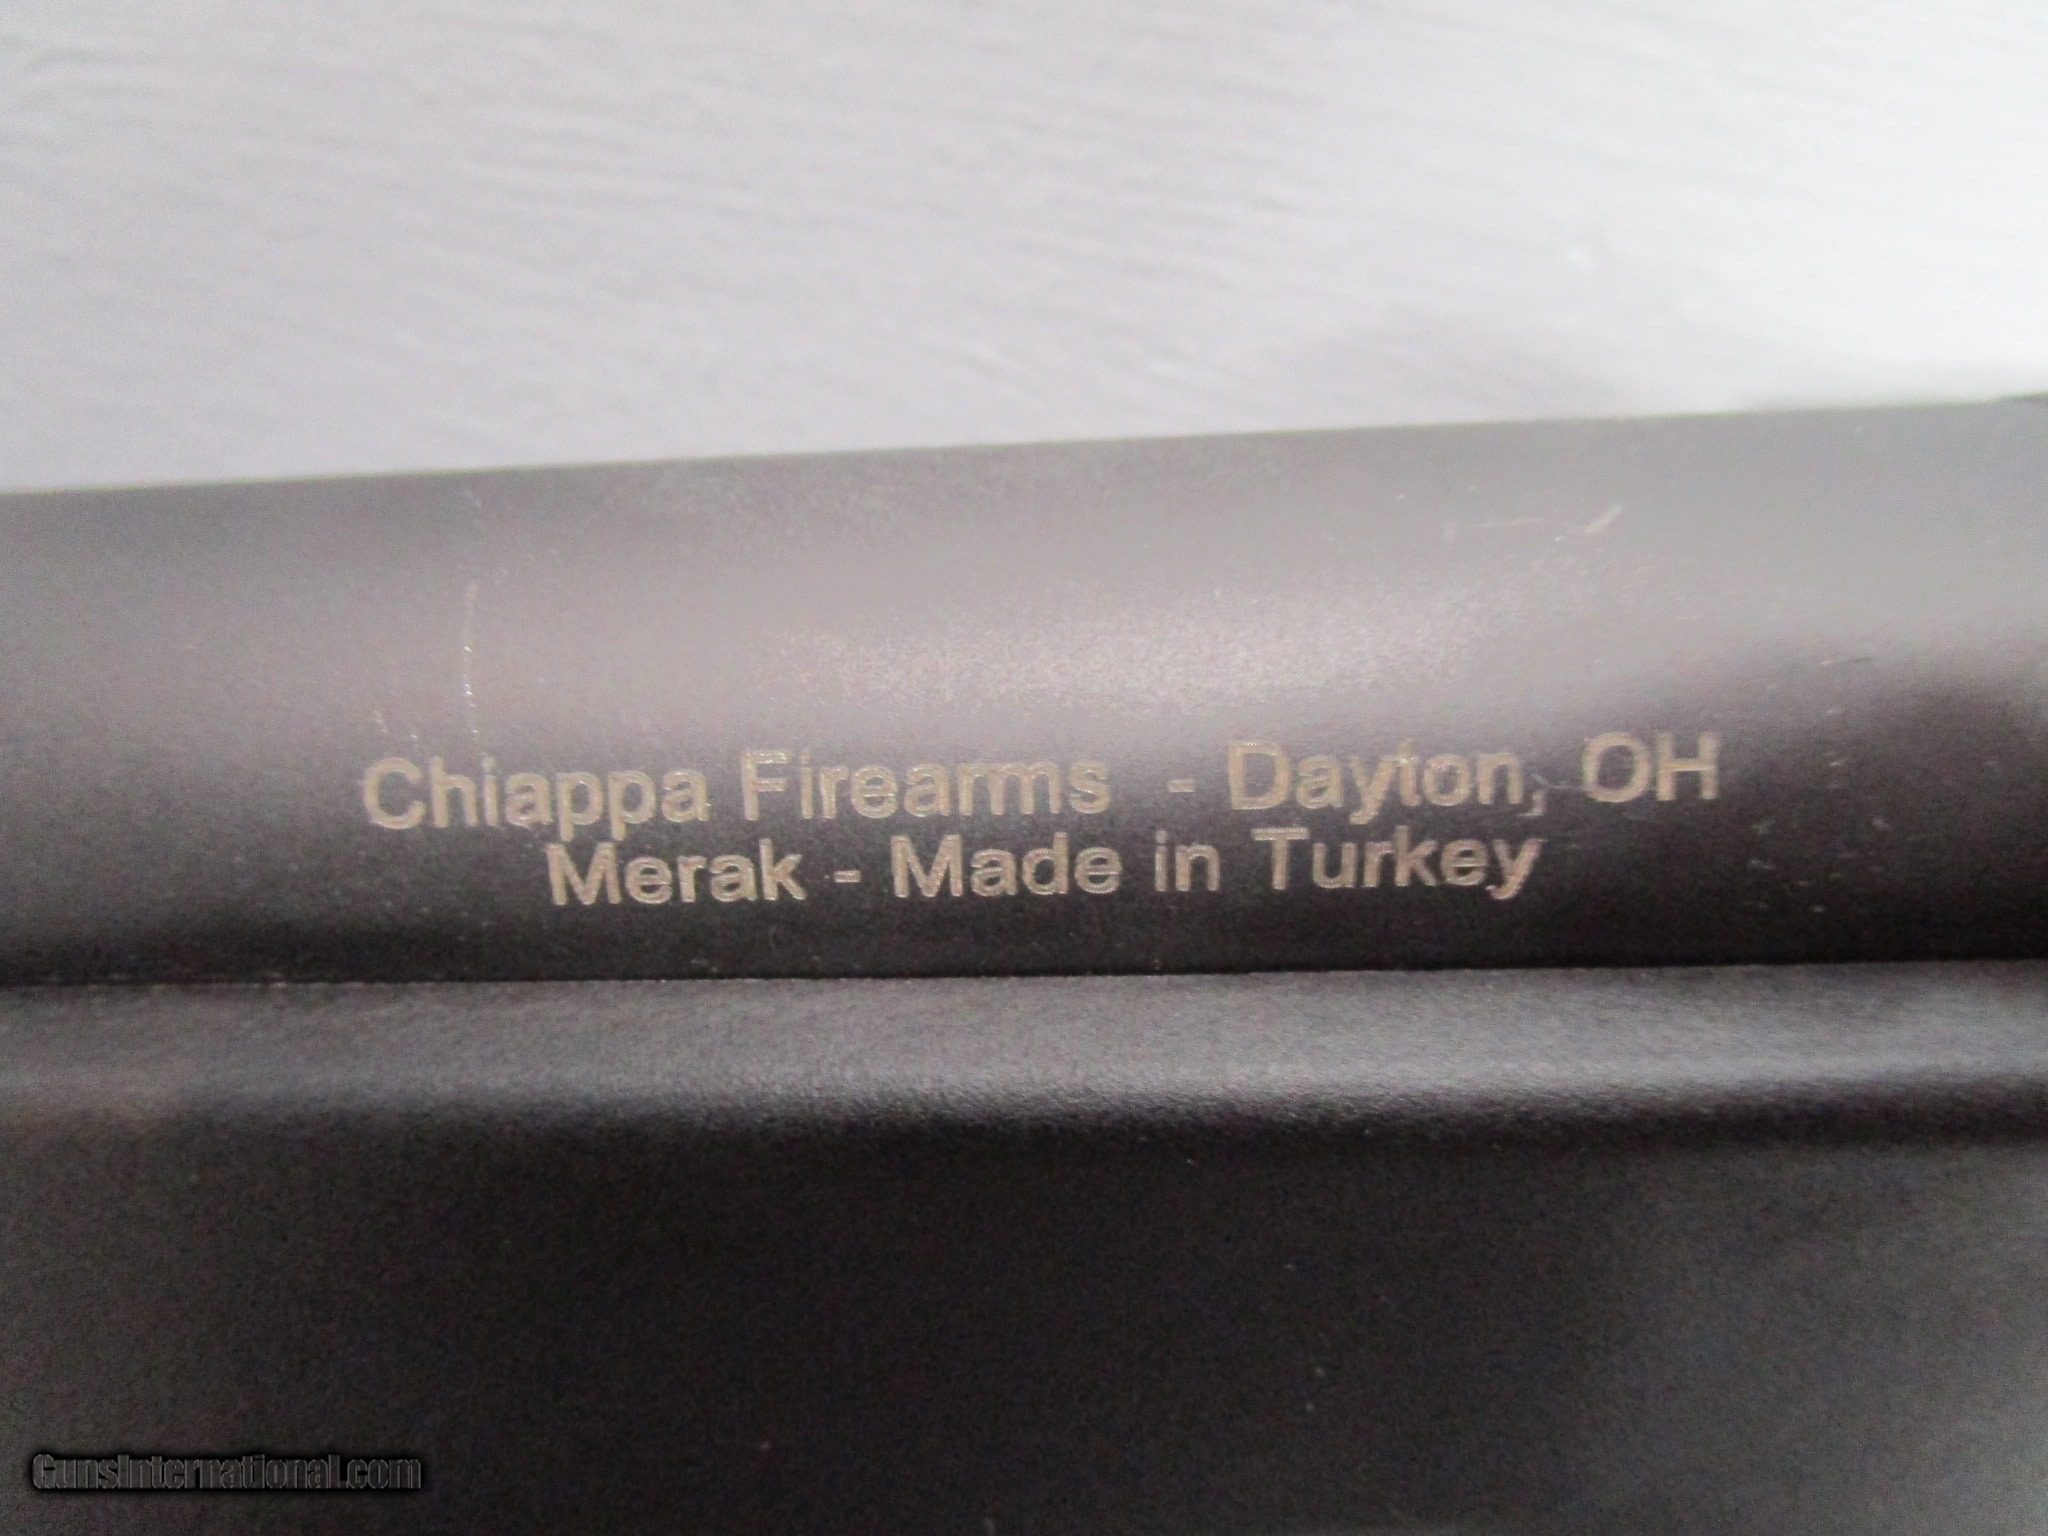 Chiappa Firearms - Dayton, OH
Merak - Made in Turkey
GunsInternational.com